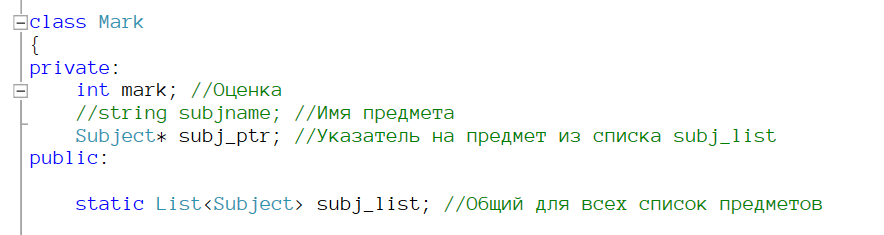 class Mark
{
private:
int mark; //Оценка
//string subjname; //Имя предмета
Subject* subj_ptr; //Указатель на предмет из списка subj_list
public:
static List<Subject> subj_list; //Общий для всех список предметов